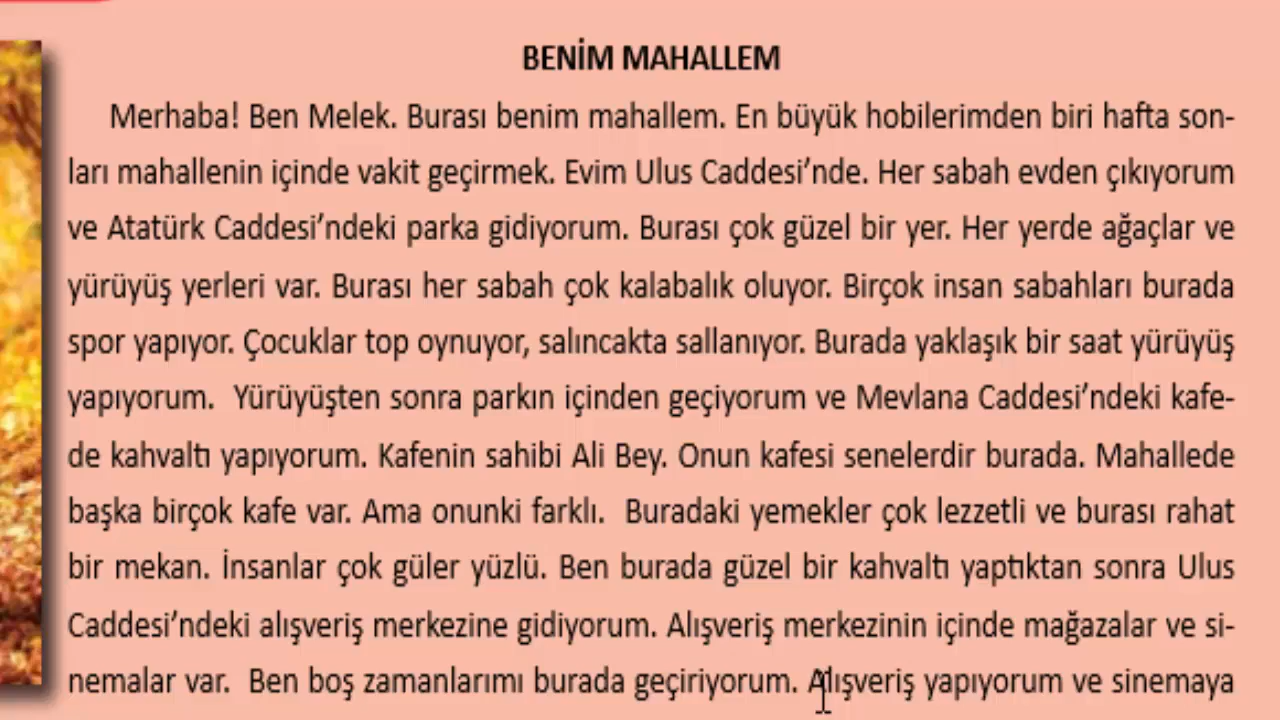 BENİM MAHALLEM
Merhaba! Ben Melek. Burası benim mahallem. En büyük hobilerimden biri hafta son-
ları mahallenin içinde vakit geçirmek. Evim Ulus Caddesi’nde. Her sabah evden çıkıyorum
ve Atatürk Caddesi’ndeki parka gidiyorum. Burası çok güzel bir yer. Her yerde ağaçlar ve
yürüyüş yerleri var. Burası her sabah çok kalabalık oluyor. Birçok insan sabahları burada
spor yapıyor. Çocuklar top oynuyor, salıncakta sallanıyor. Burada yaklaşık bir saat yürüyüş
yapıyorum. Yürüyüşten sonra parkın içinden geçiyorum ve Mevlana Caddesi’ndeki kafe-
de kahvaltı yapıyorum. Kafenin sahibi Ali Bey. Onun kafesi senelerdir burada. Mahallede
başka birçok kafe var. Ama onunki farklı. Buradaki yemekler çok lezzetli ve burası rahat
bir mekan. İnsanlar çok güler yüzlü. Ben burada güzel bir kahvaltı yaptıktan sonra Ulus
Caddesi’ndeki alışveriş merkezine gidiyorum. Alışveriş merkezinin içinde mağazalar ve si-
nemalar var. Ben boş zamanlarımı burada geçiriyorum. Alışveriş yapıyorum ve sinemaya